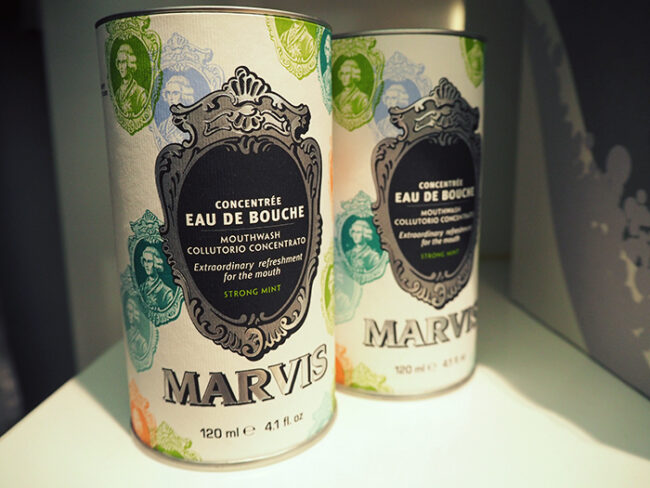 CONCENTRÉE
EAU DE BOUCHE
MOUTHWASH
COLLUTORIO CONCENTRATO
Extraordinary refreshment
for the mouth
STRONG MINT
MARVIS
120 ml ℮ 4.1 fl. oz
CONCENTRÉE
EAU DE BOUCHE
MOUTHWASH
COLLUTORIO CONCENTRATO
Extraordinary refreshment
for the mouth
STRONG MINT
MARVIS
120 ml ℮ 4.1 fl.